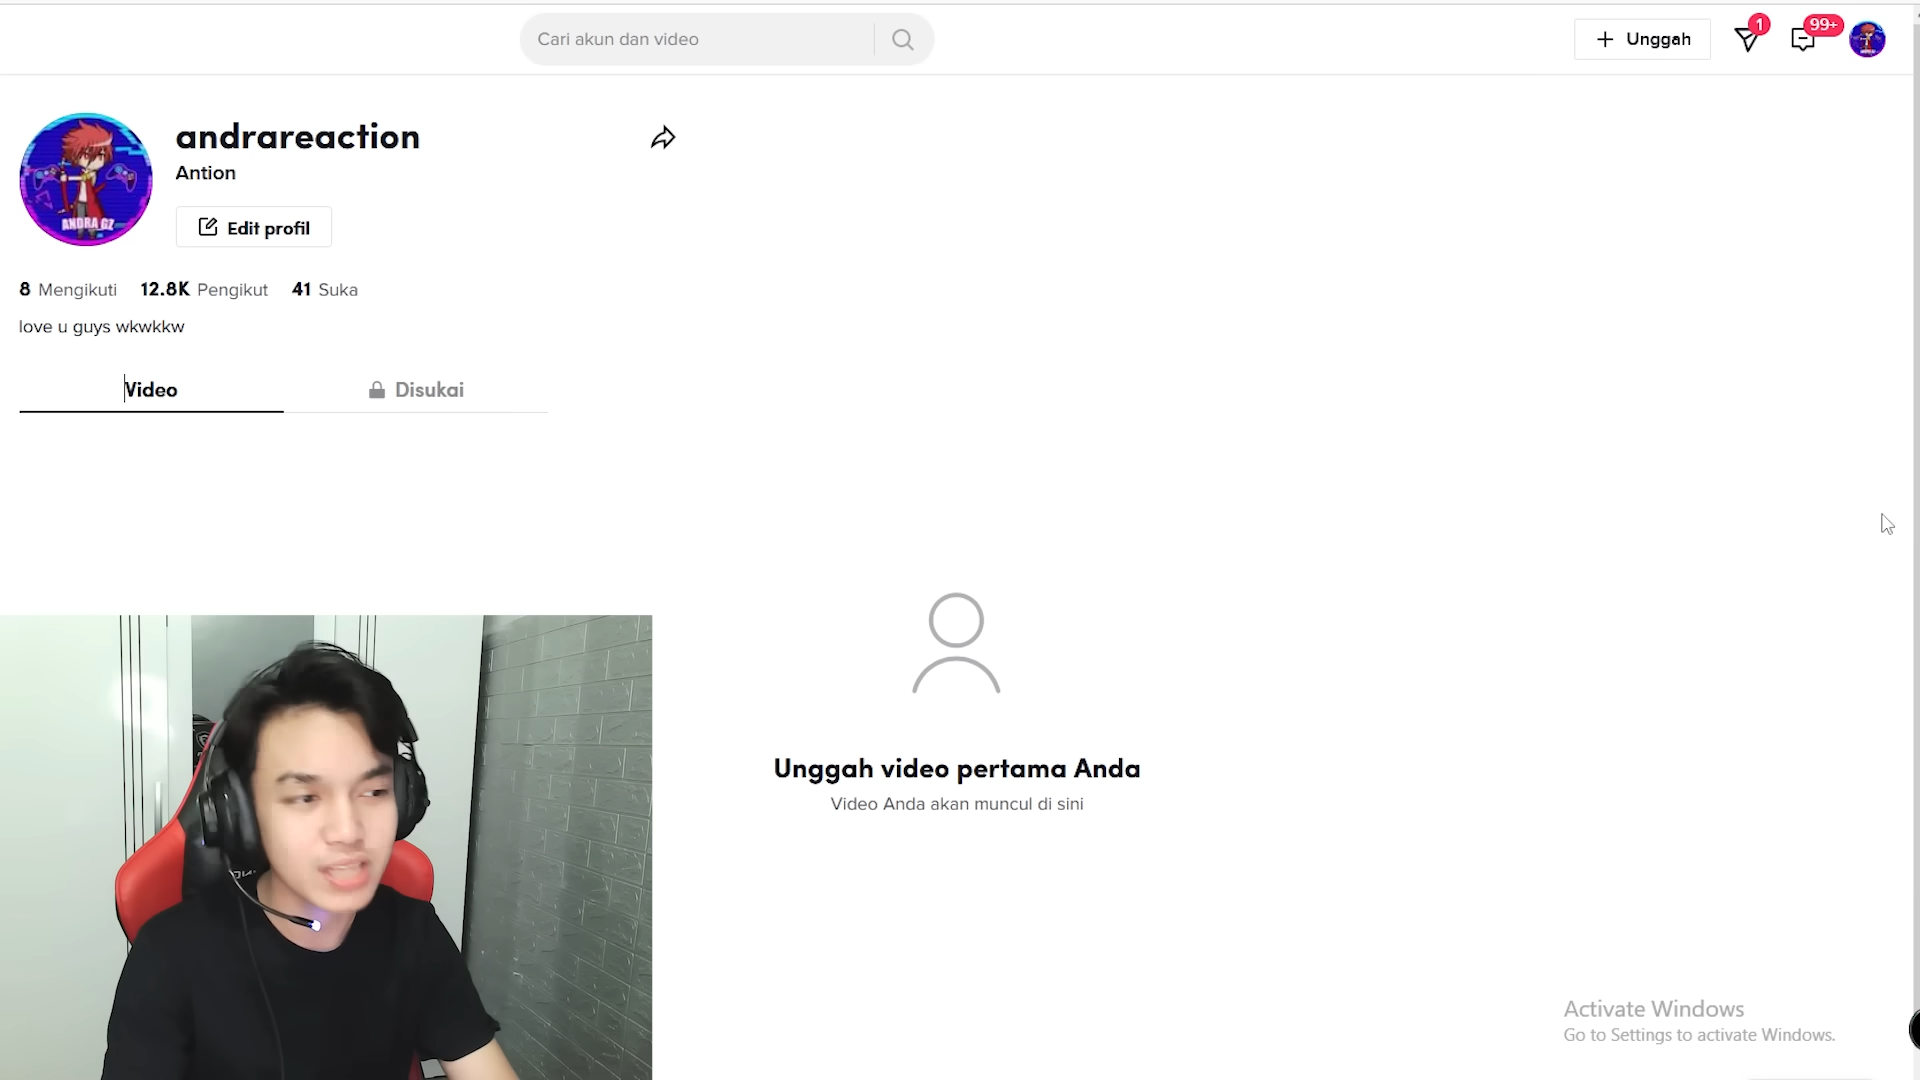 Cari akun dan video
Unggah
1
99+
andrareaction
Antion
ANDRA GZ
Edit profil
8 Mengikuti 12.8K Pengikut 41 Suka
love u guys wkwkkw
Video
Disukai
Unggah video pertama Anda
Video Anda akan muncul di sini
Activate Windows
Go to Settings to activate Windows.